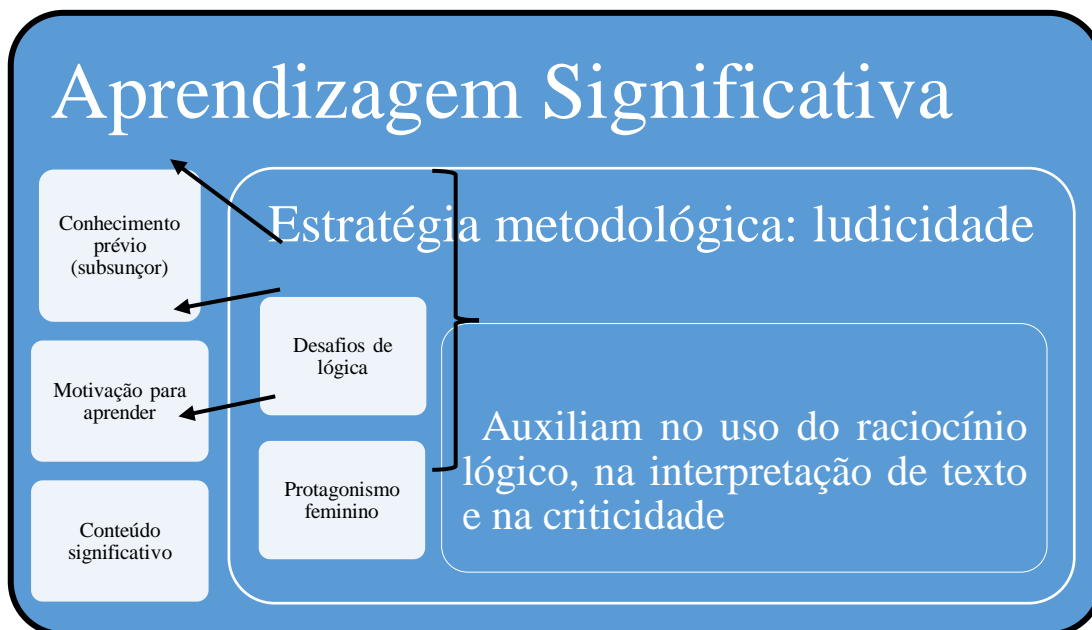 Aprendizagem Significativa
Conhecimento
prévio
(subsunçor)
Motivação para
aprender
Conteúdo
significativo
Estratégia metodológica: ludicidade
Desafios de
lógica
Protagonismo
feminino
Auxiliam no uso do raciocínio
lógico, na interpretação de texto
e na criticidade